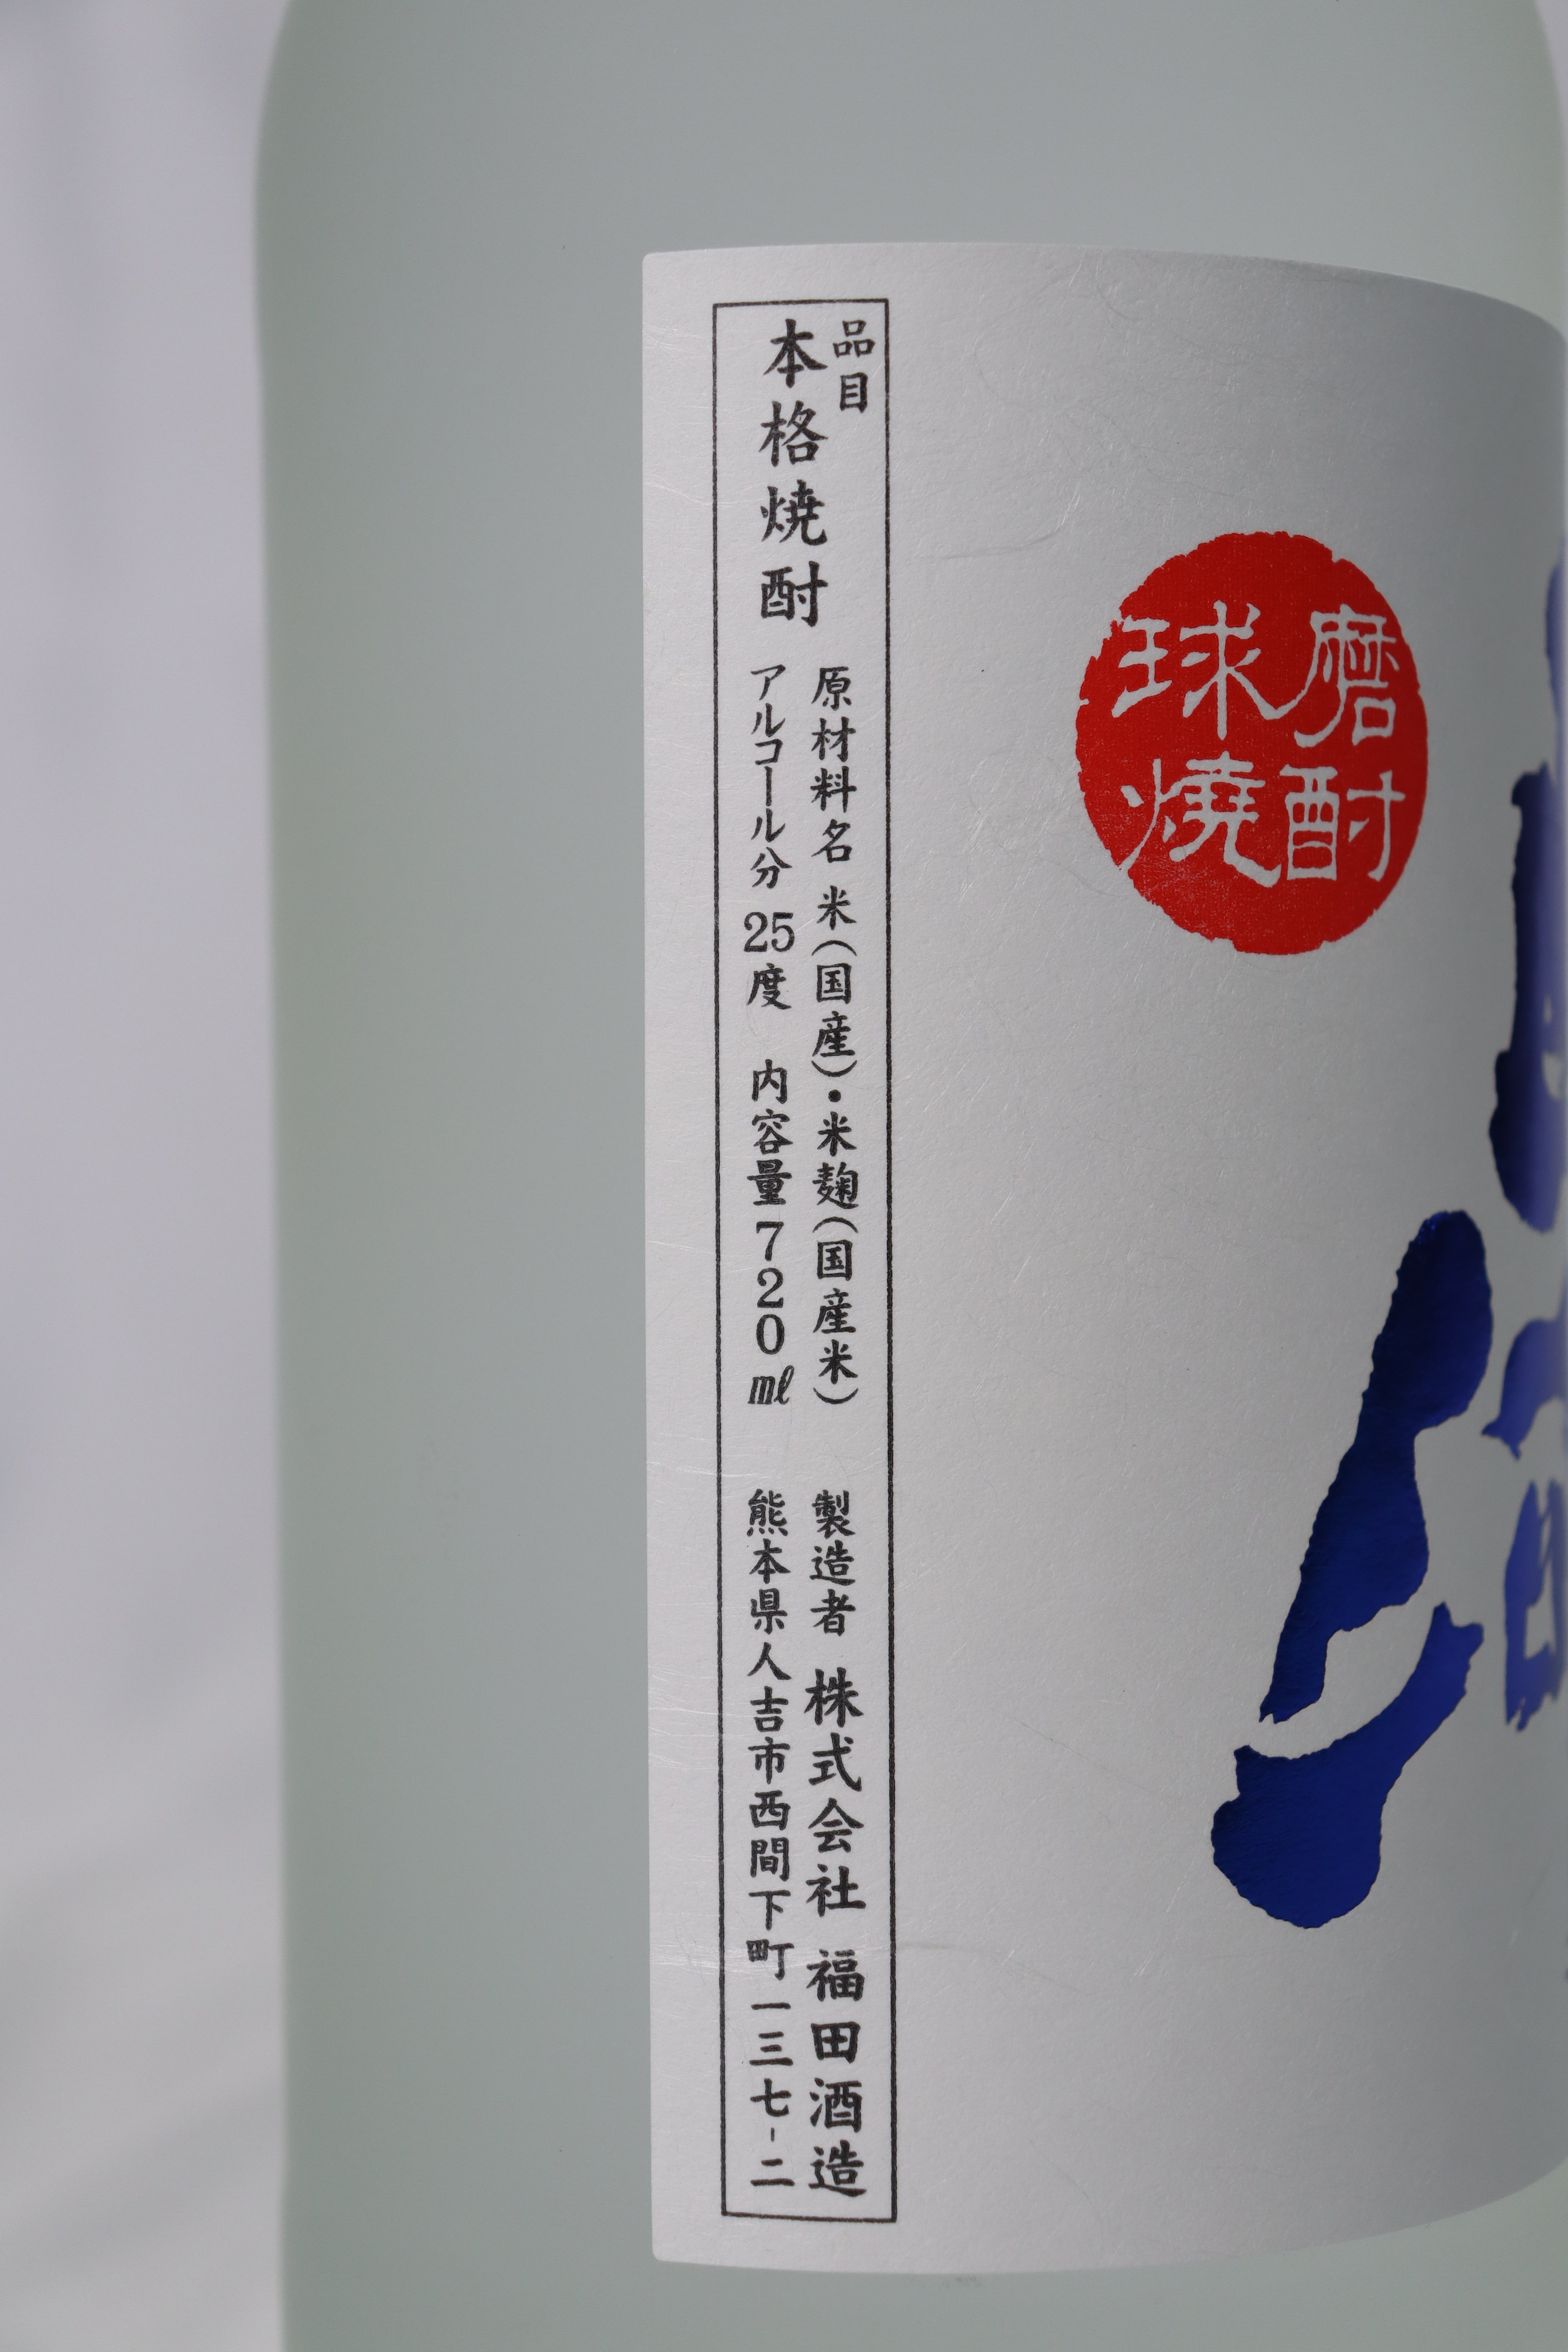 球磨
焼酎
品目
本格焼酎
原材料名 米(国産)・米麹(国産米)
アルコール分 25度 内容量720㎖
製造者 株式会社 福田酒造
熊本県人吉市西間下町一三七-二